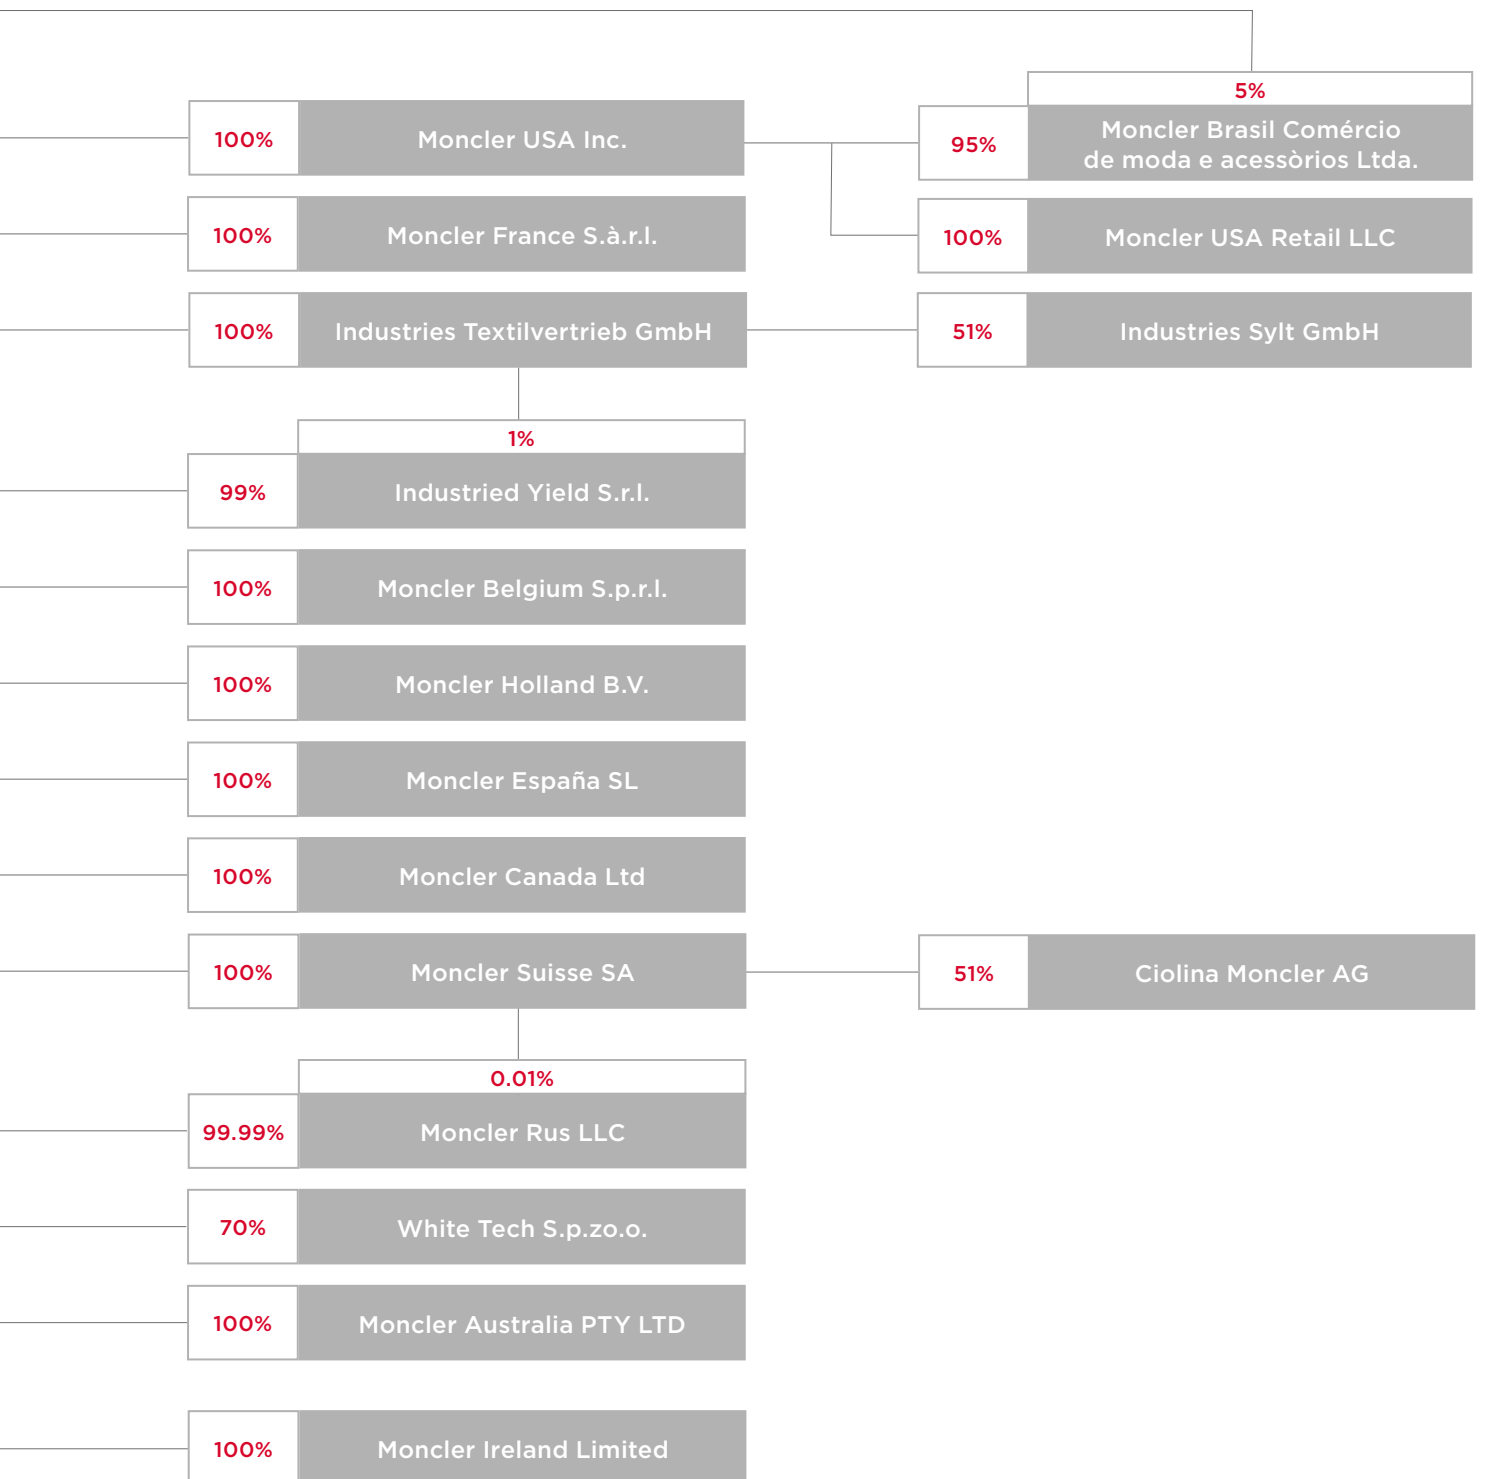 5%
100%
Moncler USA Inc.
95%
Moncler Brasil Comércio
de moda e acessòrios Ltda.
100%
Moncler France S.à.r.l.
100%
Moncler USA Retail LLC
100%
Industries Textilvertrieb GmbH
51%
Industries Sylt GmbH
1%
99%
Industried Yield S.r.l.
100%
Moncler Belgium S.p.r.l.
100%
Moncler Holland B.V.
100%
Moncler España SL
100%
Moncler Canada Ltd
100%
Moncler Suisse SA
51%
Ciolina Moncler AG
0.01%
99.99%
Moncler Rus LLC
70%
White Tech S.p.zo.o.
100%
Moncler Australia PTY LTD
100%
Moncler Ireland Limited